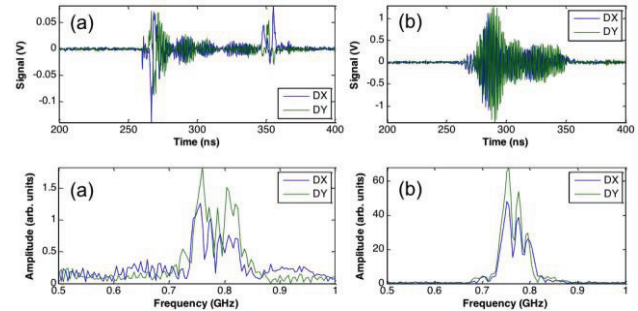 (a)
0.05
0
-0.05
-0.1
Signal (V)
DX
DY
200 250 300 350 400
Time (ns)
(b)
1
0.5
0
-0.5
-1
Signal (V)
DX
DY
200 250 300 350 400
Time (ns)
(a)
1.5
1
0.5
0
Amplitude (arb. units)
DX
DY
0.5 0.6 0.7 0.8 0.9 1
Frequency (GHz)
(b)
60
40
20
0
Amplitude (arb. units)
DX
DY
0.5 0.6 0.7 0.8 0.9 1
Frequency (GHz)